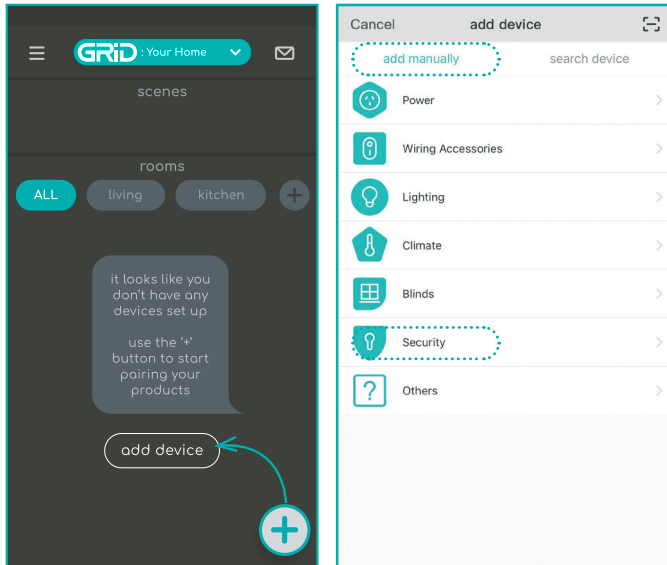 GRID : Your Home
scenes
rooms
ALL living kitchen +
it looks like you
don't have any
devices set up
use the '+'
button to start
pairing your
products
add device
+
Cancel add device
add manually search device
Power
Wiring Accessories
Lighting
Climate
Blinds
Security
? Others